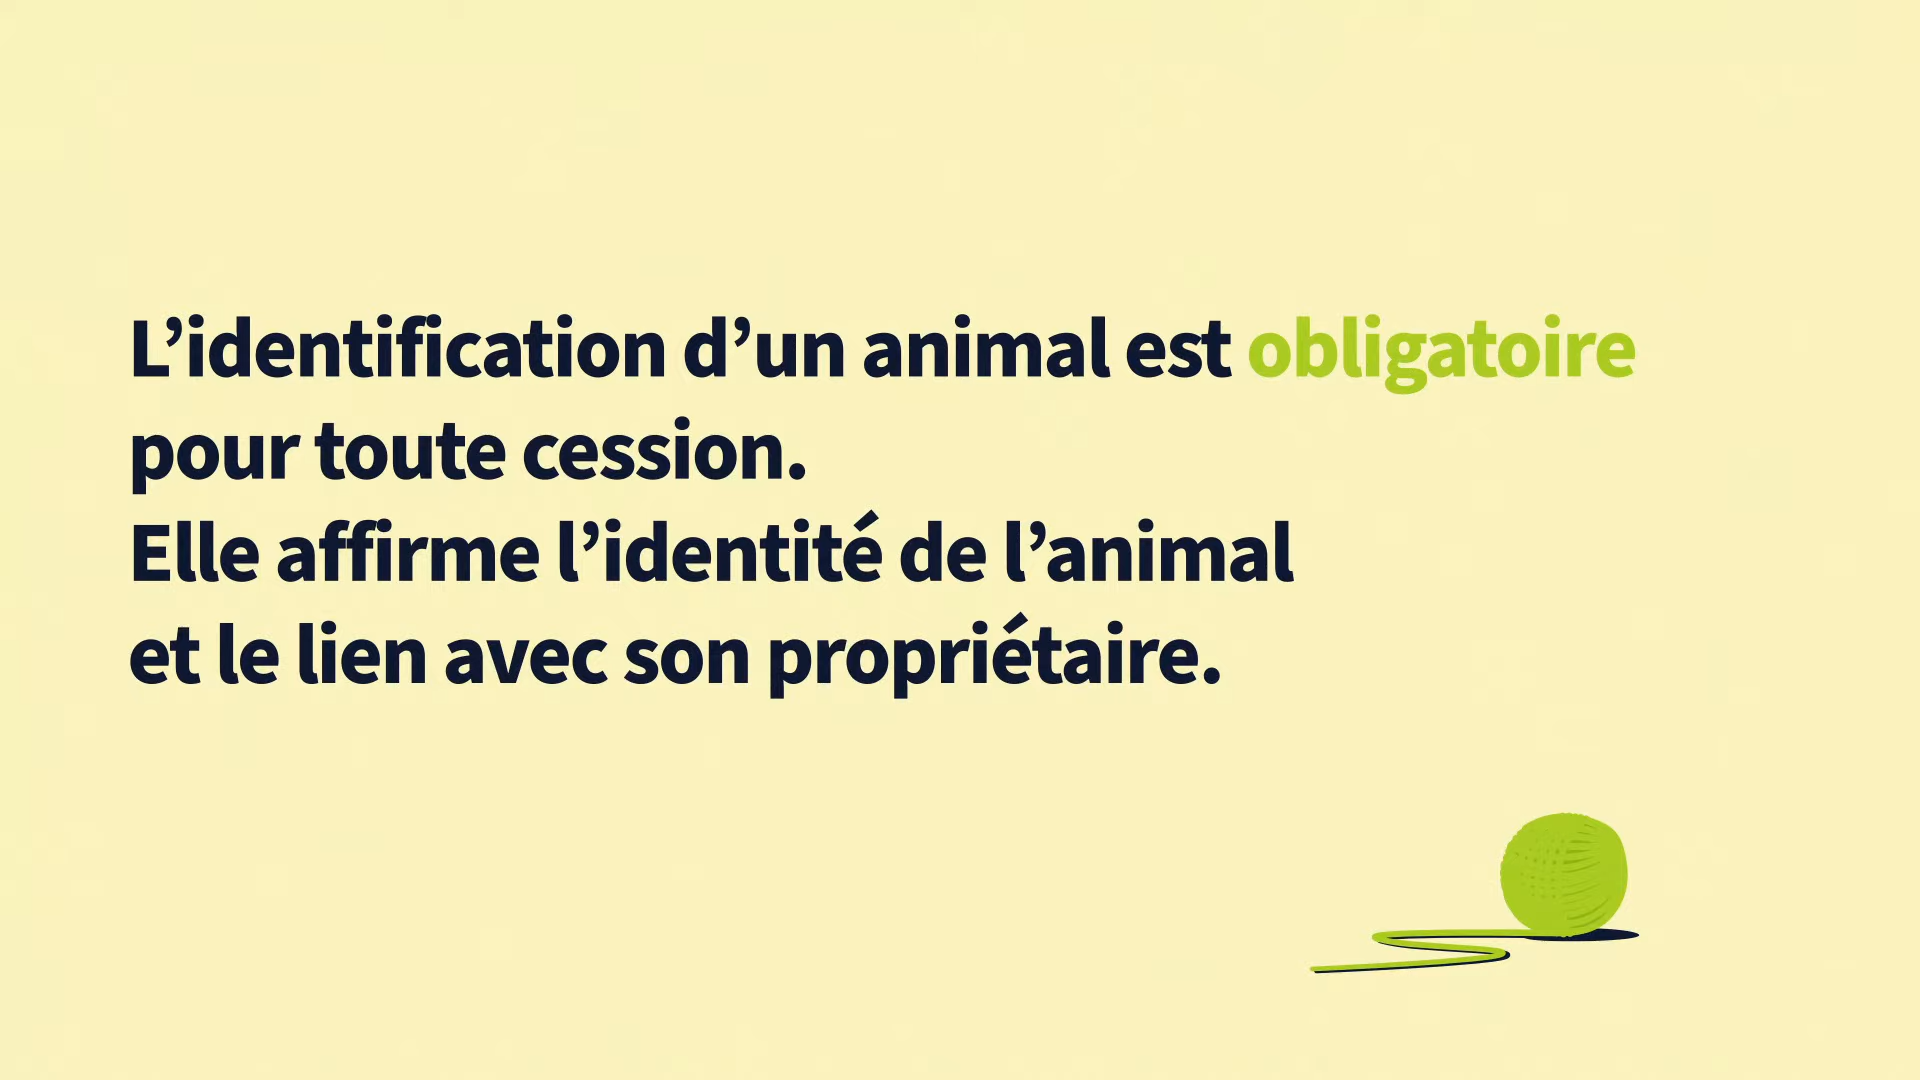 L’identification d’un animal est obligatoire
pour toute cession.
Elle affirme l’identité de l’animal
et le lien avec son propriétaire.